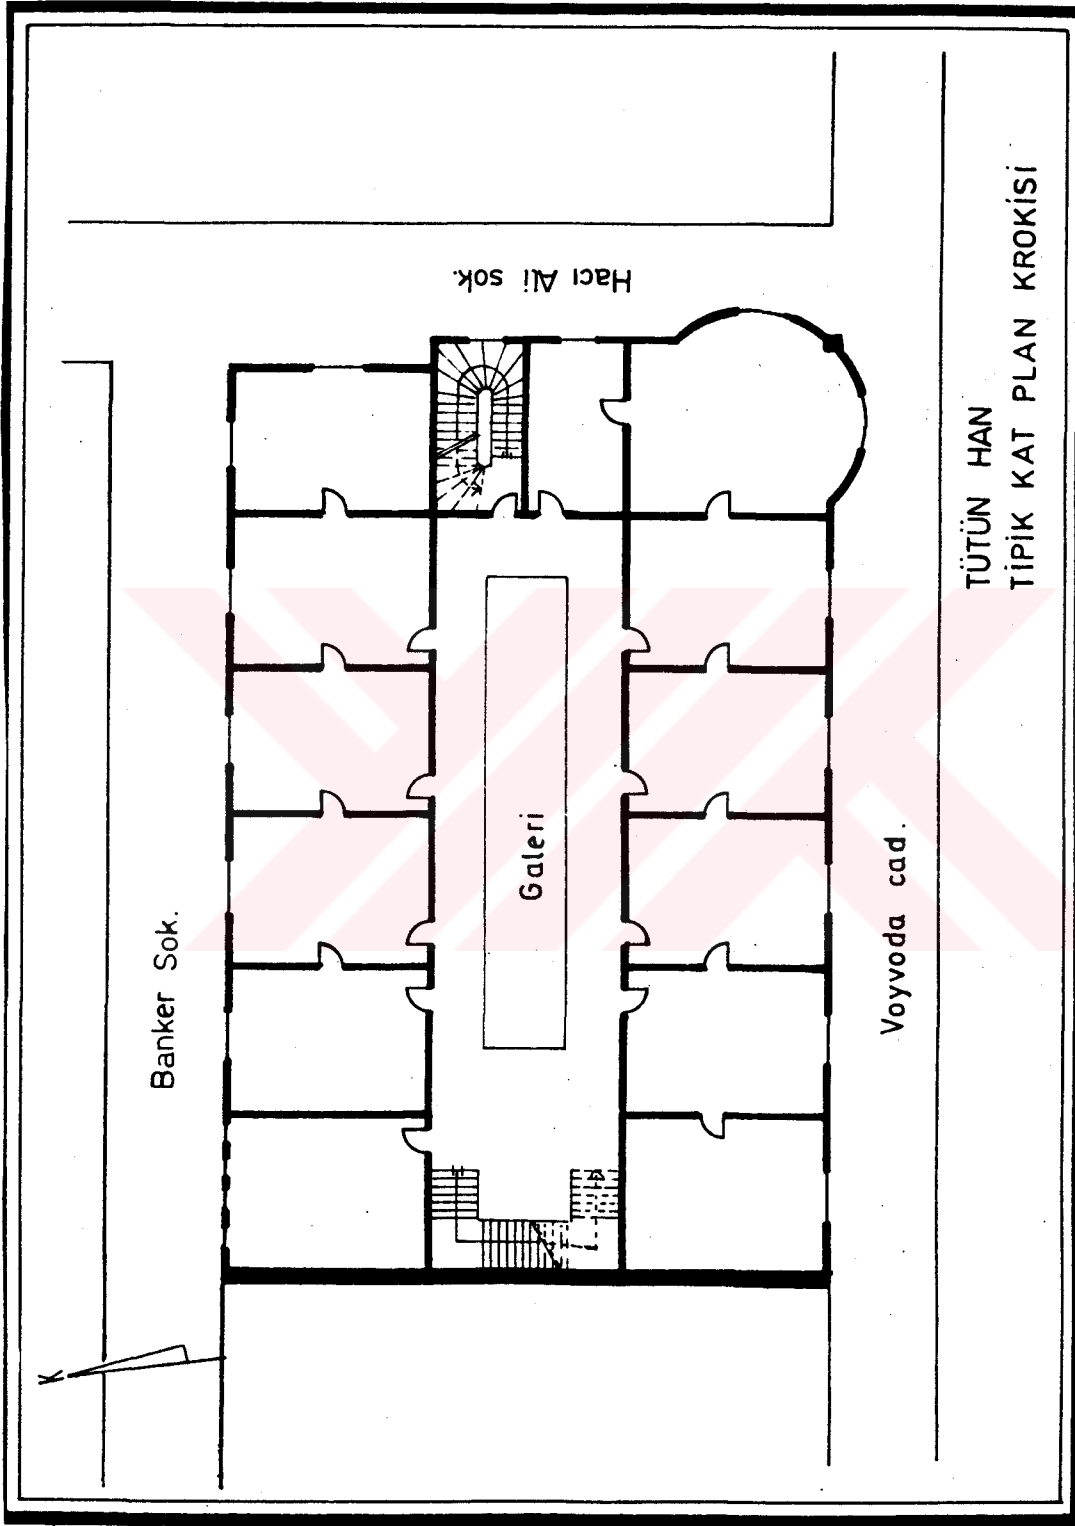 Hacı Ali sok.
Banker Sok.
Galeri
Voyvoda cad.
K
TÜTÜN HAN
TİPİK KAT PLAN KROKİSİ